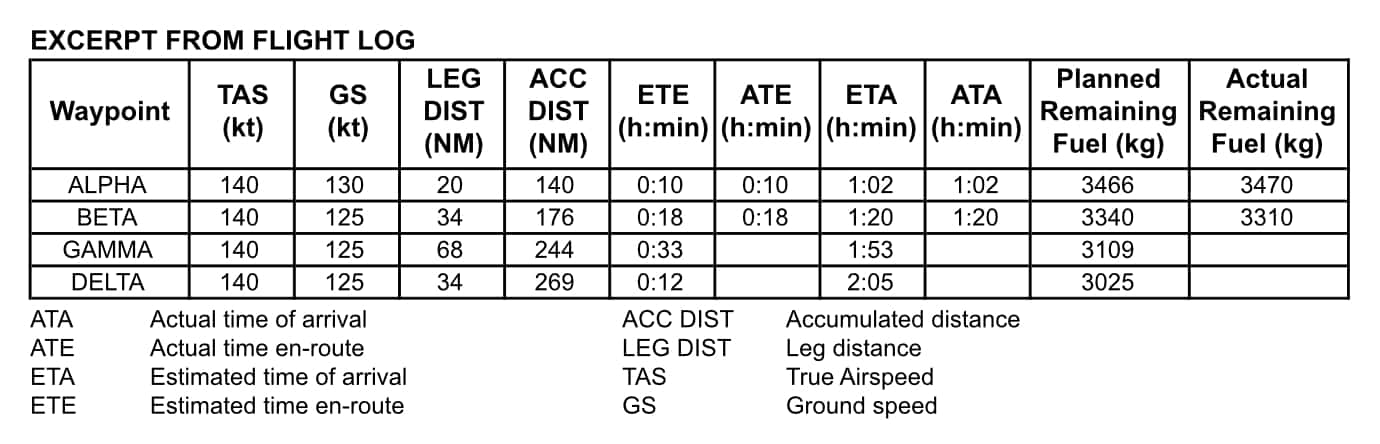 EXCERPT FROM FLIGHT LOG
Waypoint TAS (kt) GS (kt) LEG DIST (NM) ACC DIST (NM) ETE (h:min) ATE (h:min) ETA (h:min) ATA (h:min) Planned Remaining Fuel (kg) Actual Remaining Fuel (kg)
ALPHA 140 130 20 140 0:10 0:10 1:02 1:02 3466 3470
BETA 140 125 34 176 0:18 0:18 1:20 1:20 3340 3310
GAMMA 140 125 68 244 0:33 1:53 3109
DELTA 140 125 34 269 0:12 2:05 3025
ATA Actual time of arrival ACC DIST Accumulated distance
ATE Actual time en-route LEG DIST Leg distance
ETA Estimated time of arrival TAS True Airspeed
ETE Estimated time en-route GS Ground speed